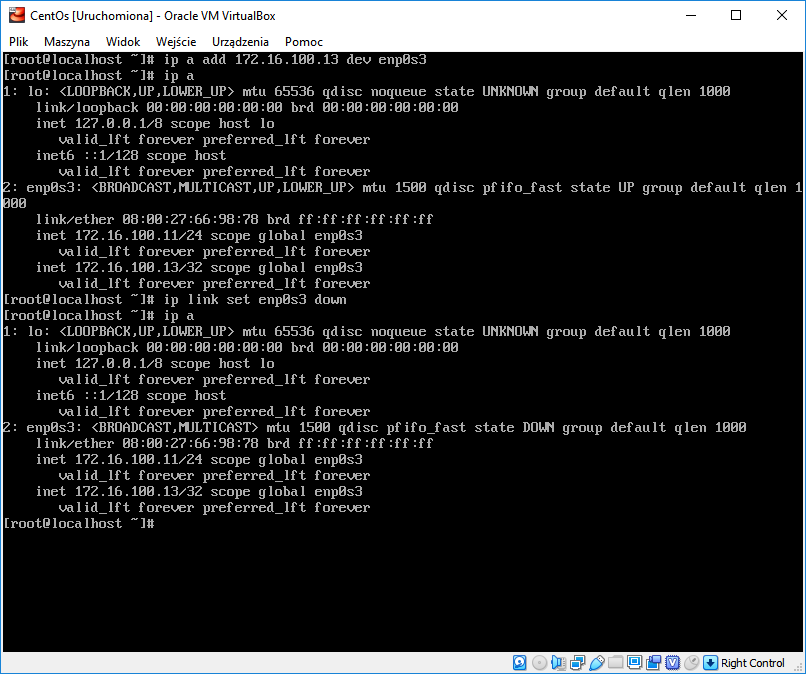 CentOs [Uruchomiona] - Oracle VM VirtualBox
Plik Maszyna Widok Wejście Urządzenia Pomoc
[root@localhost ~]# ip a add 172.16.100.13 dev enp0s3
[root@localhost ~]# ip a
1: lo: <LOOPBACK,UP,LOWER_UP> mtu 65536 qdisc noqueue state UNKNOWN group default qlen 1000
    link/loopback 00:00:00:00:00:00 brd 00:00:00:00:00:00
    inet 127.0.0.1/8 scope host lo
       valid_lft forever preferred_lft forever
    inet6 ::1/128 scope host
       valid_lft forever preferred_lft forever
2: enp0s3: <BROADCAST,MULTICAST,UP,LOWER_UP> mtu 1500 qdisc pfifo_fast state UP group default qlen 1
000
    link/ether 08:00:27:66:98:78 brd ff:ff:ff:ff:ff:ff
    inet 172.16.100.11/24 scope global enp0s3
       valid_lft forever preferred_lft forever
    inet 172.16.100.13/32 scope global enp0s3
       valid_lft forever preferred_lft forever
[root@localhost ~]# ip link set enp0s3 down
[root@localhost ~]# ip a
1: lo: <LOOPBACK,UP,LOWER_UP> mtu 65536 qdisc noqueue state UNKNOWN group default qlen 1000
    link/loopback 00:00:00:00:00:00 brd 00:00:00:00:00:00
    inet 127.0.0.1/8 scope host lo
       valid_lft forever preferred_lft forever
    inet6 ::1/128 scope host
       valid_lft forever preferred_lft forever
2: enp0s3: <BROADCAST,MULTICAST> mtu 1500 qdisc pfifo_fast state DOWN group default qlen 1000
    link/ether 08:00:27:66:98:78 brd ff:ff:ff:ff:ff:ff
    inet 172.16.100.11/24 scope global enp0s3
       valid_lft forever preferred_lft forever
    inet 172.16.100.13/32 scope global enp0s3
       valid_lft forever preferred_lft forever
[root@localhost ~]#
Right Control